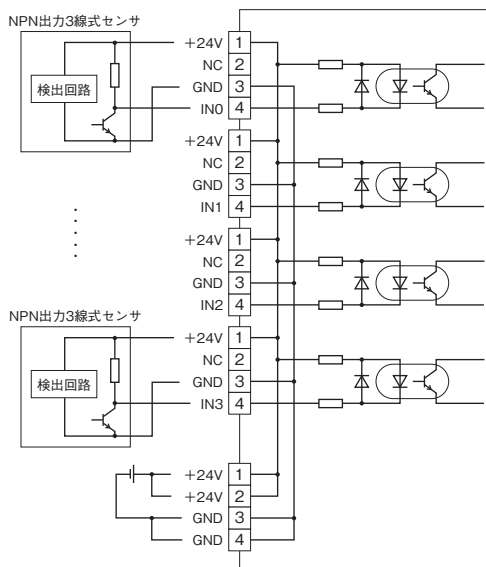 NPN出力3線式センサ
検出回路
+24V 1
NC 2
GND 3
IN0 4
+24V 1
NC 2
GND 3
IN1 4
+24V 1
NC 2
GND 3
IN2 4
NPN出力3線式センサ
検出回路
+24V 1
NC 2
GND 3
IN3 4
+24V 1
+24V 2
GND 3
GND 4